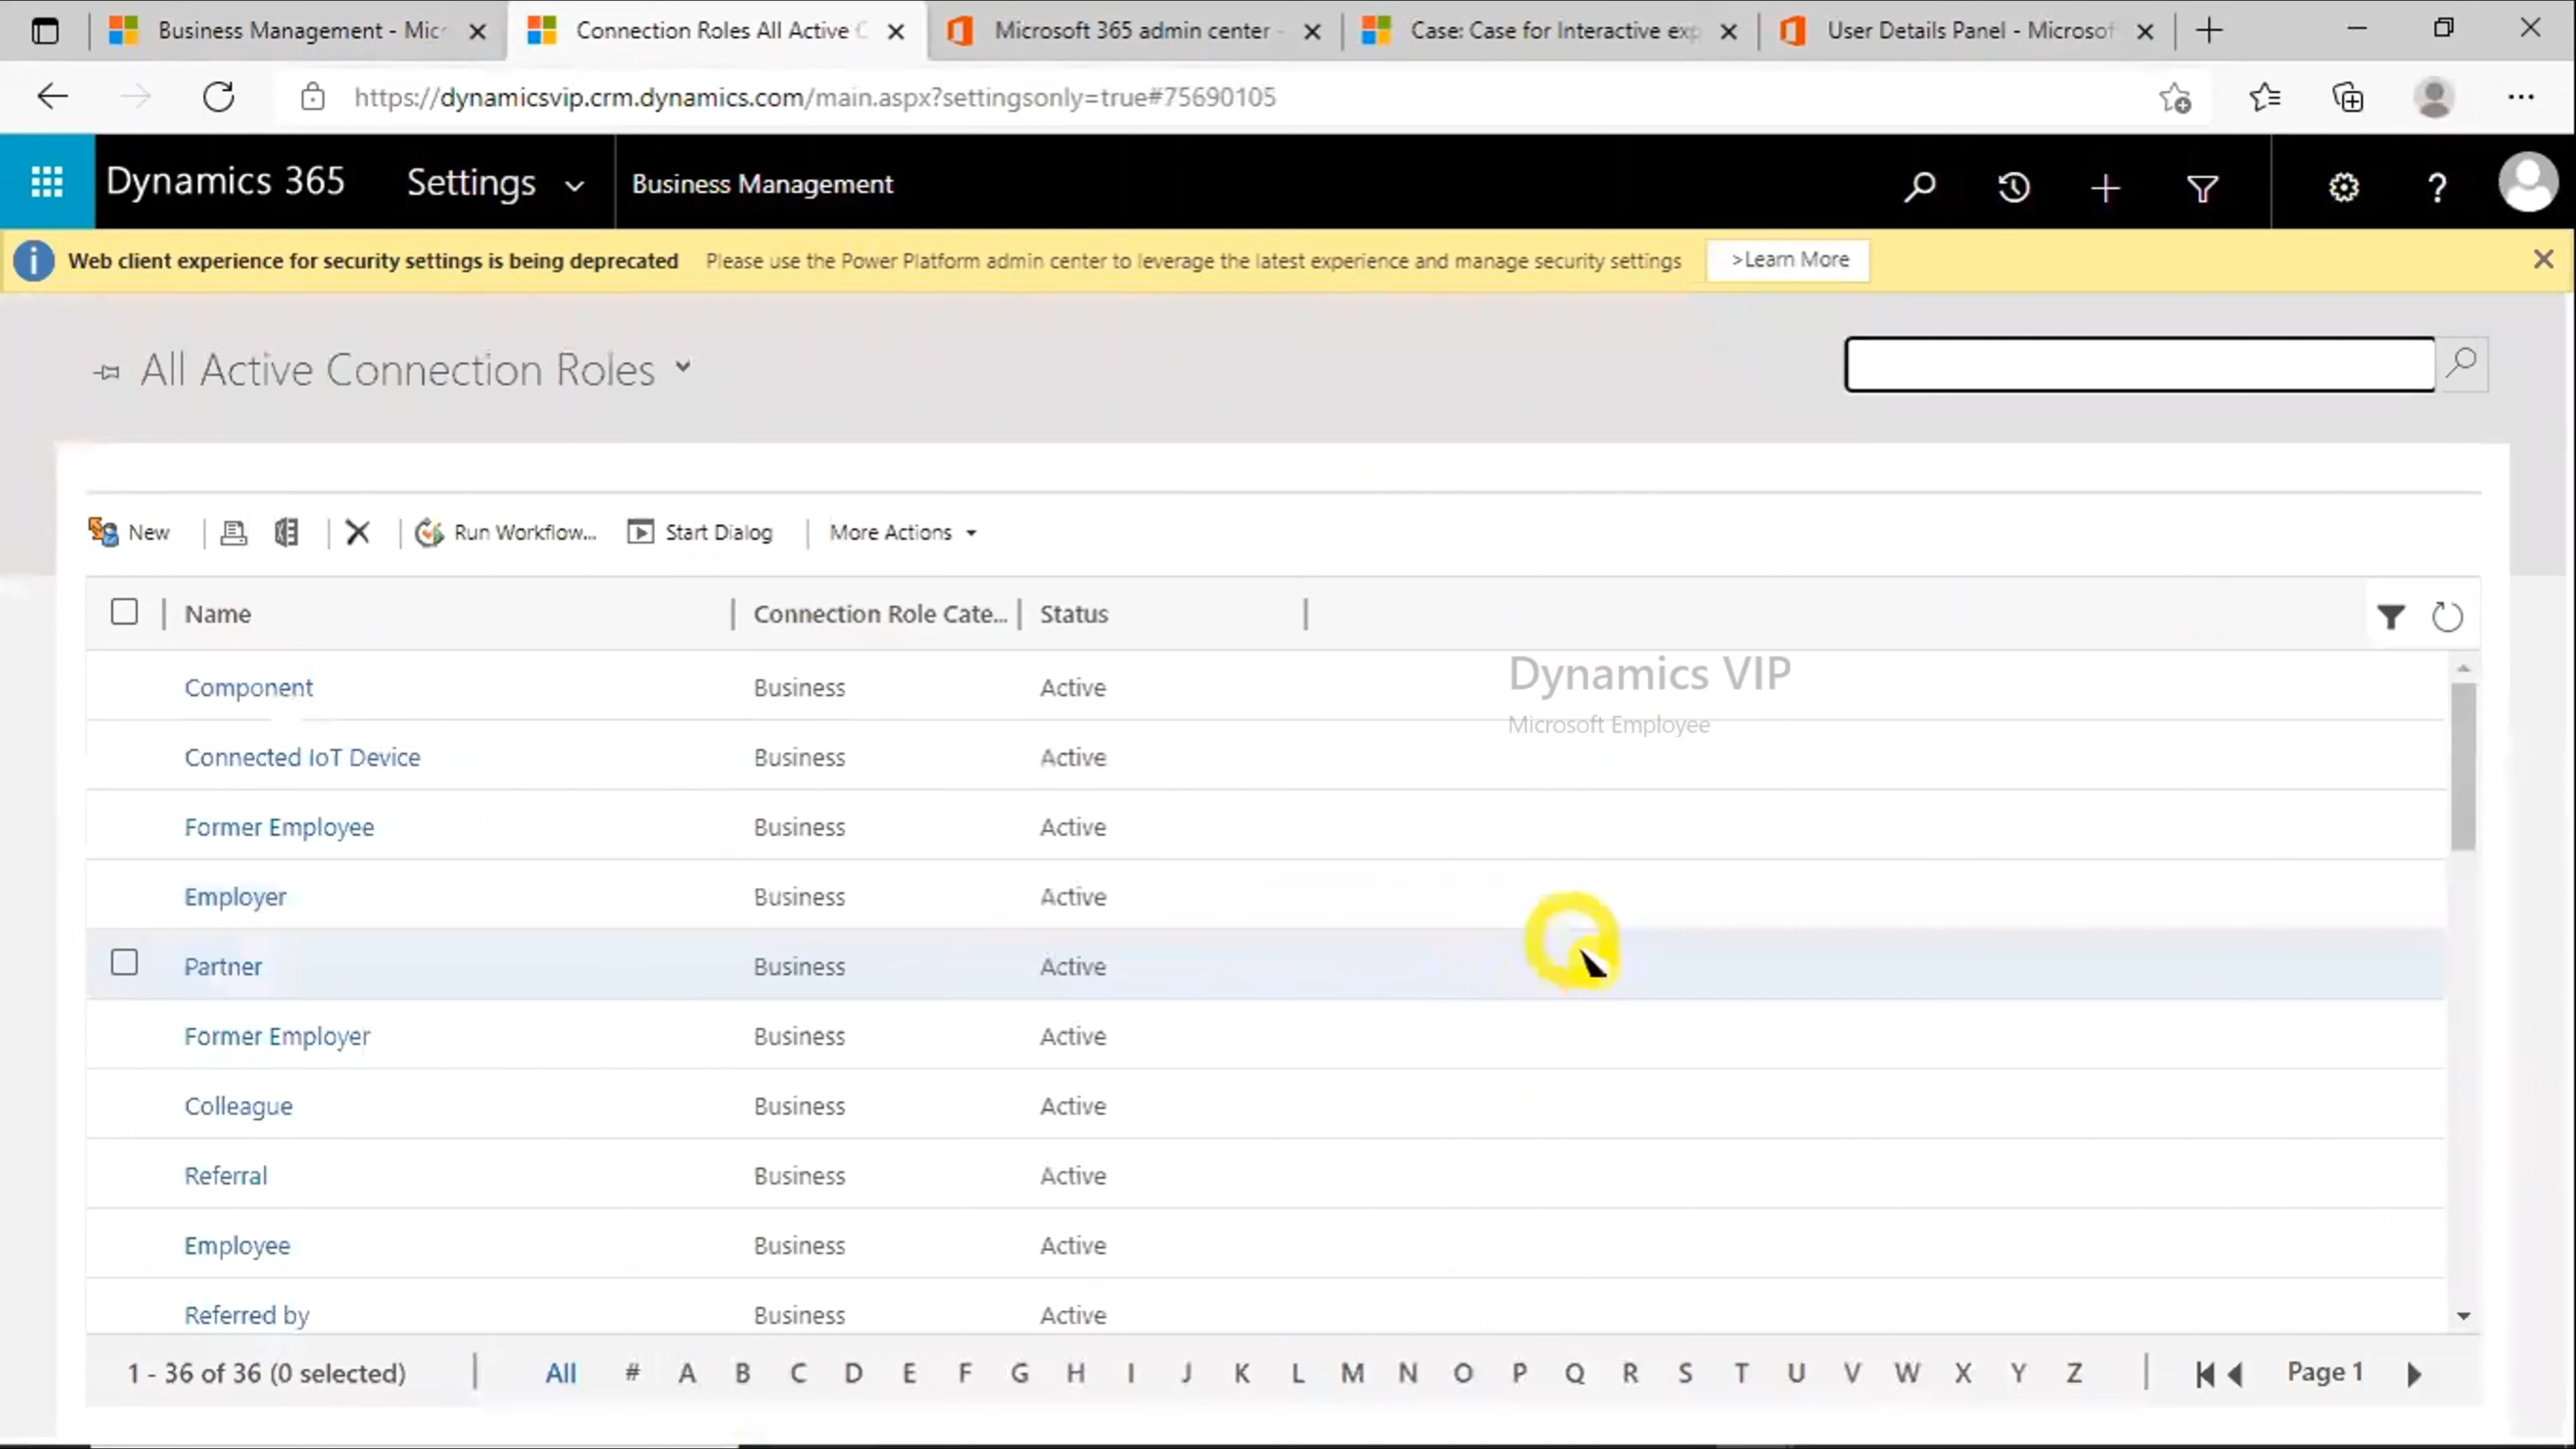 Business Management - Mic
Connection Roles All Active C
Microsoft 365 admin center -
Case: Case for Interactive exp
User Details Panel - Microsof
https://dynamicsvip.crm.dynamics.com/main.aspx?settingsonly=true#75690105
Dynamics 365
Settings
Business Management
Web client experience for security settings is being deprecated Please use the Power Platform admin center to leverage the latest experience and manage security settings >Learn More
All Active Connection Roles
New Run Workflow... Start Dialog More Actions
Name Connection Role Cate... Status
Component Business Active
Dynamics VIP
Microsoft Employee
Connected IoT Device Business Active
Former Employee Business Active
Employer Business Active
Partner Business Active
Former Employer Business Active
Colleague Business Active
Referral Business Active
Employee Business Active
Referred by Business Active
1 - 36 of 36 (0 selected) All # A B C D E F G H I J K L M N O P Q R S T U V W X Y Z Page 1